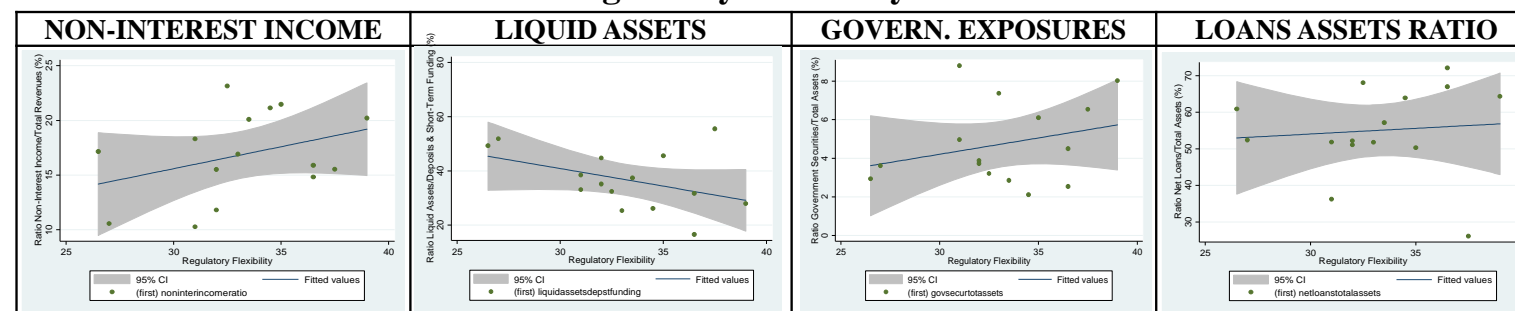 NON-INTEREST INCOME
LIQUID ASSETS
GOVERN. EXPOSURES
LOANS ASSETS RATIO
Ratio Non-Interest Income/Total Revenues (%)
25
20
15
10
25
30
35
40
Regulatory Flexibility
95% CI
Fitted values
(first) noninterincomeratio
Ratio Liquid Assets/Deposits & Short-Term Funding (%)
80
60
40
20
25
30
35
40
Regulatory Flexibility
95% CI
Fitted values
(first) liquidassetsdepstfunding
Ratio Government Securities/Total Assets (%)
8
6
4
2
0
25
30
35
40
Regulatory Flexibility
95% CI
Fitted values
(first) govsecurtotassets
Ratio Net Loans/Total Assets (%)
70
60
50
40
30
25
30
35
Regulatory Flexibility
95% CI
Fitted values
(first) netloanstotalassets